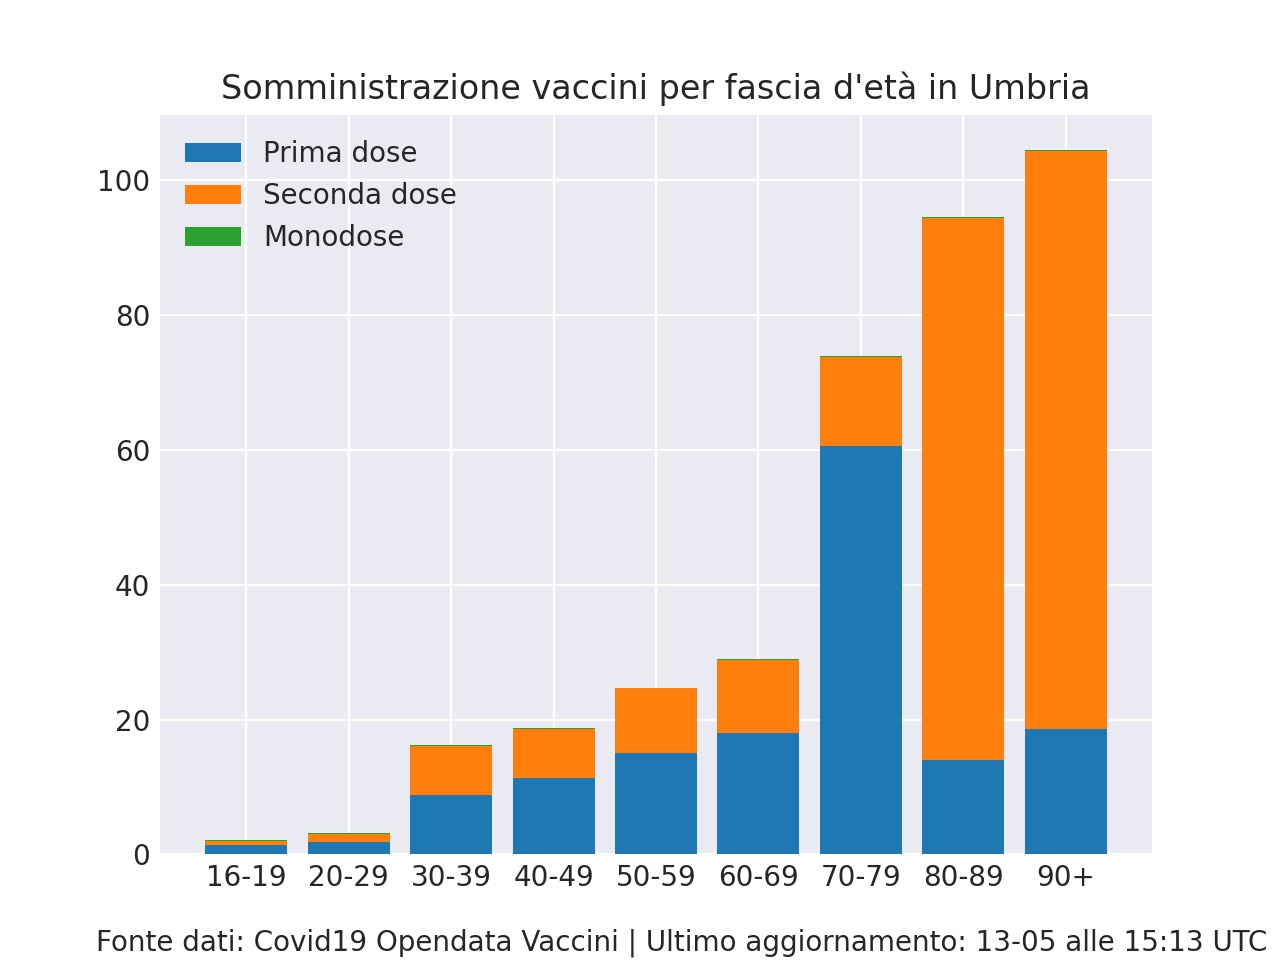 Somministrazione vaccini per fascia d'età in Umbria
Prima dose
Seconda dose
Monodose
100
80
60
40
20
0
16-19 20-29 30-39 40-49 50-59 60-69 70-79 80-89 90+
Fonte dati: Covid19 Opendata Vaccini | Ultimo aggiornamento: 13-05 alle 15:13 UTC